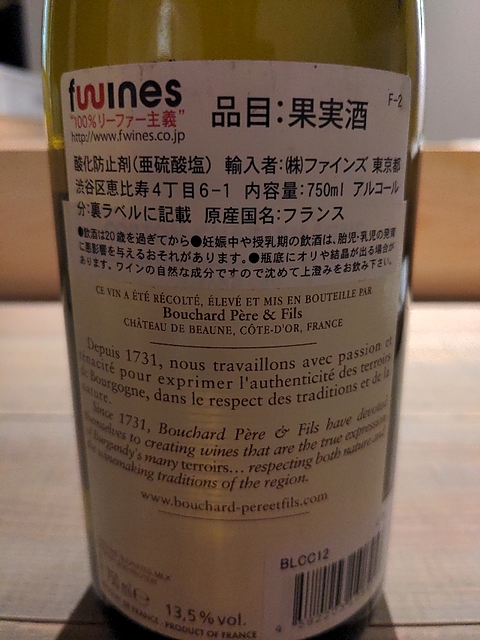 fwines
"100%リーファー主義"
http://www.fwines.co.jp
品目：果実酒
F-2
酸化防止剤（亜硫酸塩） 輸入者：㈱ファインズ 東京都
渋谷区恵比寿4丁目6-1 内容量：750ml アルコール
分：裏ラベルに記載 原産国名：フランス
●飲酒は20歳を過ぎてから●妊娠中や授乳期の飲酒は、胎児・乳児の発育
に悪影響を与えるおそれがあります。●瓶底にオリや結晶が出る場合が
あります。ワインの自然な成分ですので沈めて上澄みをお飲み下さい。
CE VIN A ÉTÉ RÉCOLTÉ, ÉLEVÉ ET MIS EN BOUTEILLE PAR
Bouchard Père & Fils
CHÂTEAU DE BEAUNE, CÔTE-D'OR, FRANCE
Depuis 1731, nous travaillons avec passion et
ténacité pour exprimer l'authenticité des terroirs
de Bourgogne, dans le respect des traditions et de la
nature.
Since 1731, Bouchard Père & Fils have devoted
themselves to creating wines that are the true expression
of Burgundy's many terroirs... respecting both nature and
the winemaking traditions of the region.
www.bouchard-pereetfils.com
BLCC12
750 ml e
13,5% vol.
PRODUCT OF FRANCE